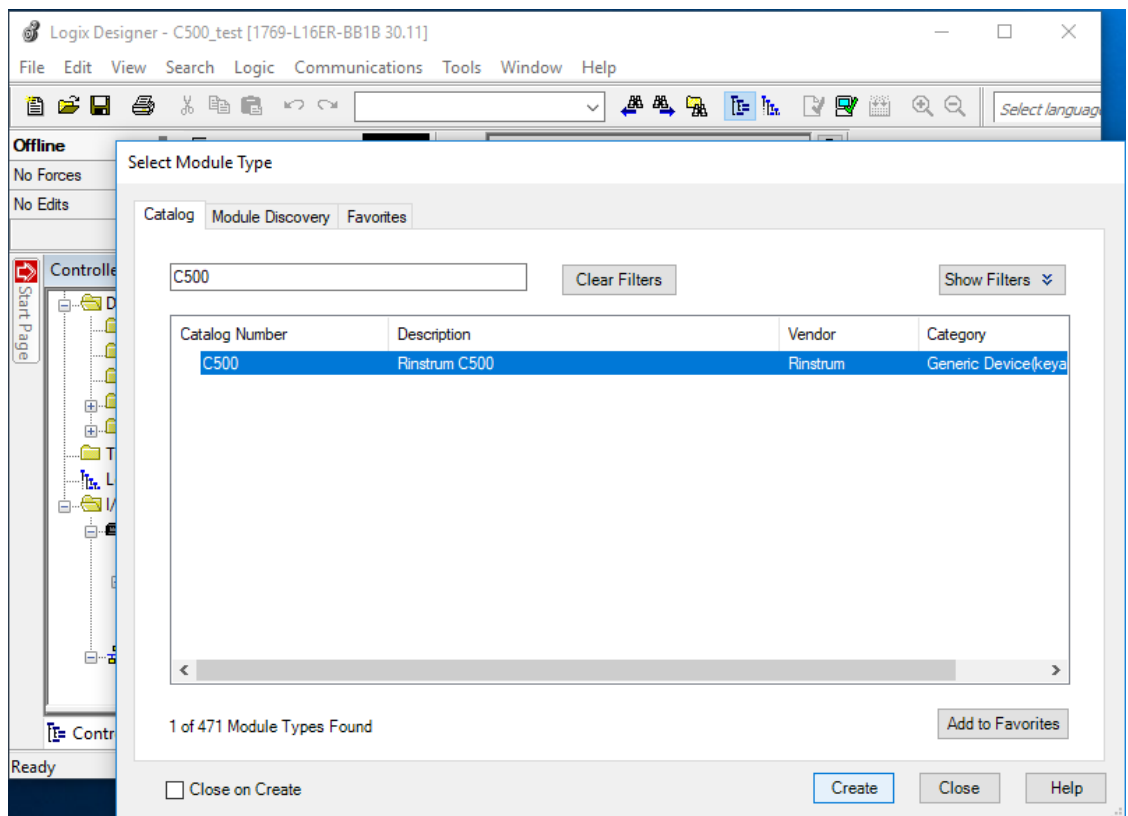 Logix Designer - C500_test [1769-L16ER-BB1B 30.11]
File Edit View Search Logic Communications Tools Window Help
Select language
Offline
No Forces
No Edits
Select Module Type
Catalog Module Discovery Favorites
Start Page
Controlle
C500
Clear Filters
Show Filters
Catalog Number Description Vendor Category
C500 Rinstrum C500 Rinstrum Generic Device(keya
D
T
L
I/
1 of 471 Module Types Found
Add to Favorites
Contr
Ready
Close on Create
Create Close Help